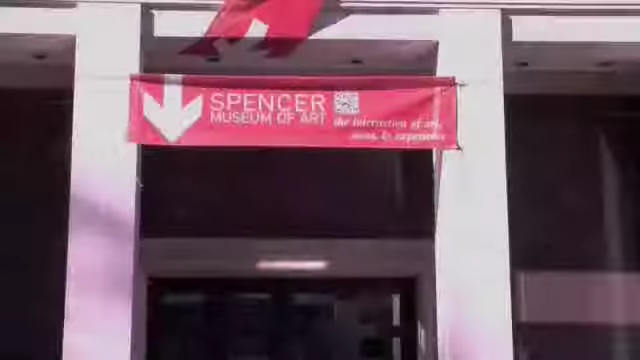 SPENCER
MUSEUM OF ART
the intersection of art,
ideas, & experience